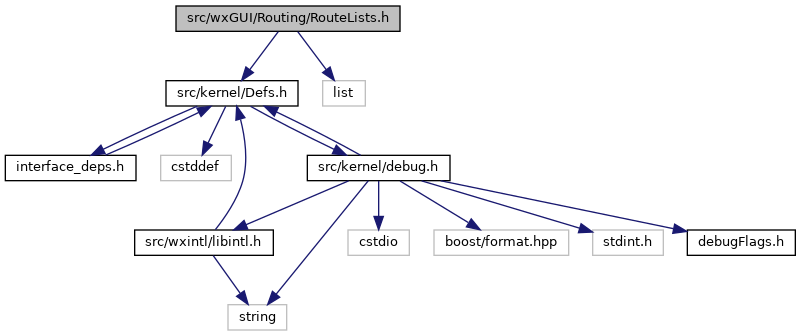 src/wxGUI/Routing/RouteLists.h
src/kernel/Defs.h
list
interface_deps.h
cstddef
src/kernel/debug.h
src/wxintl/libintl.h
cstdio
boost/format.hpp
stdint.h
debugFlags.h
string